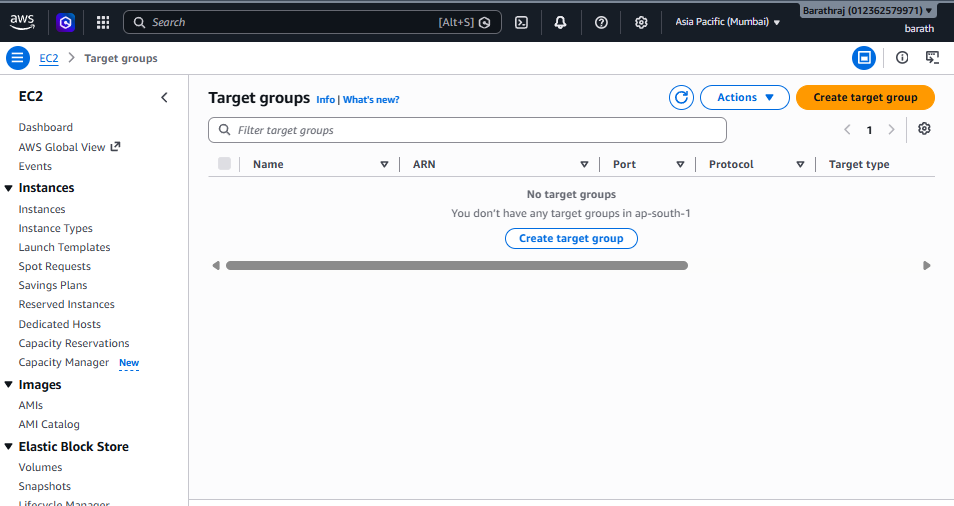 aws
Search [Alt+S]
Asia Pacific (Mumbai)
Barathraj (012362579971)
barath
EC2 > Target groups
EC2
Dashboard
AWS Global View
Events
Instances
Instances
Instance Types
Launch Templates
Spot Requests
Savings Plans
Reserved Instances
Dedicated Hosts
Capacity Reservations
Capacity Manager New
Images
AMIs
AMI Catalog
Elastic Block Store
Volumes
Snapshots
Lifecycle Manager
Target groups Info | What's new?
Actions
Create target group
Filter target groups
1
Name ARN Port Protocol Target type
No target groups
You don't have any target groups in ap-south-1
Create target group